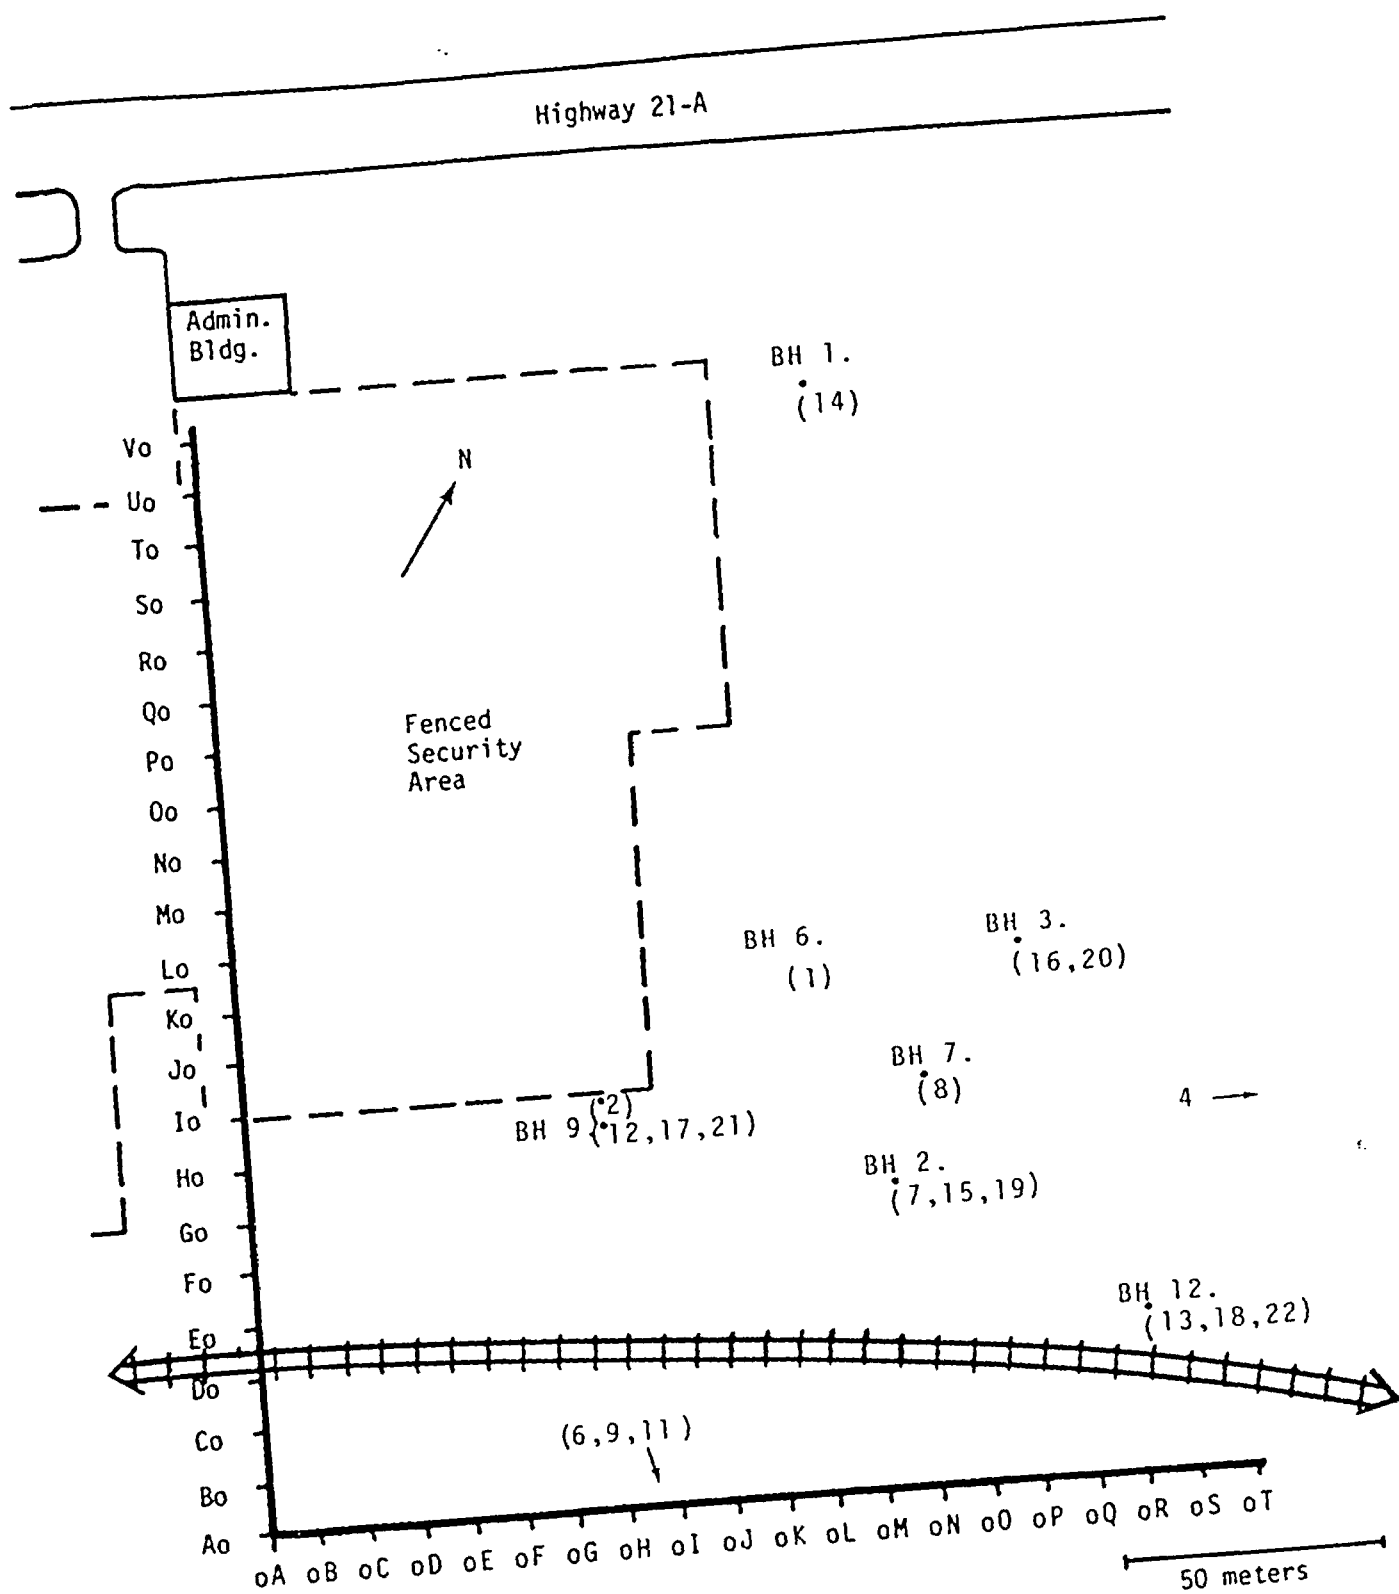 Highway 21-A
Admin.
Bldg.
BH 1.
(14)
N
Vo
Uo
To
So
Ro
Qo
Po
Oo
No
Mo
Lo
Ko
Jo
Io
Ho
Go
Fo
Eo
Do
Co
Bo
Ao
Fenced
Security
Area
BH 6.
(1)
BH 3.
(16,20)
BH 7.
(8)
4
(2)
BH 9 {(12,17,21)
BH 2.
(7,15,19)
BH 12.
(13,18,22)
(6,9,11)
oA oB oC oD oE oF oG oH oI oJ oK oL oM oN oO oP oQ oR oS oT
50 meters